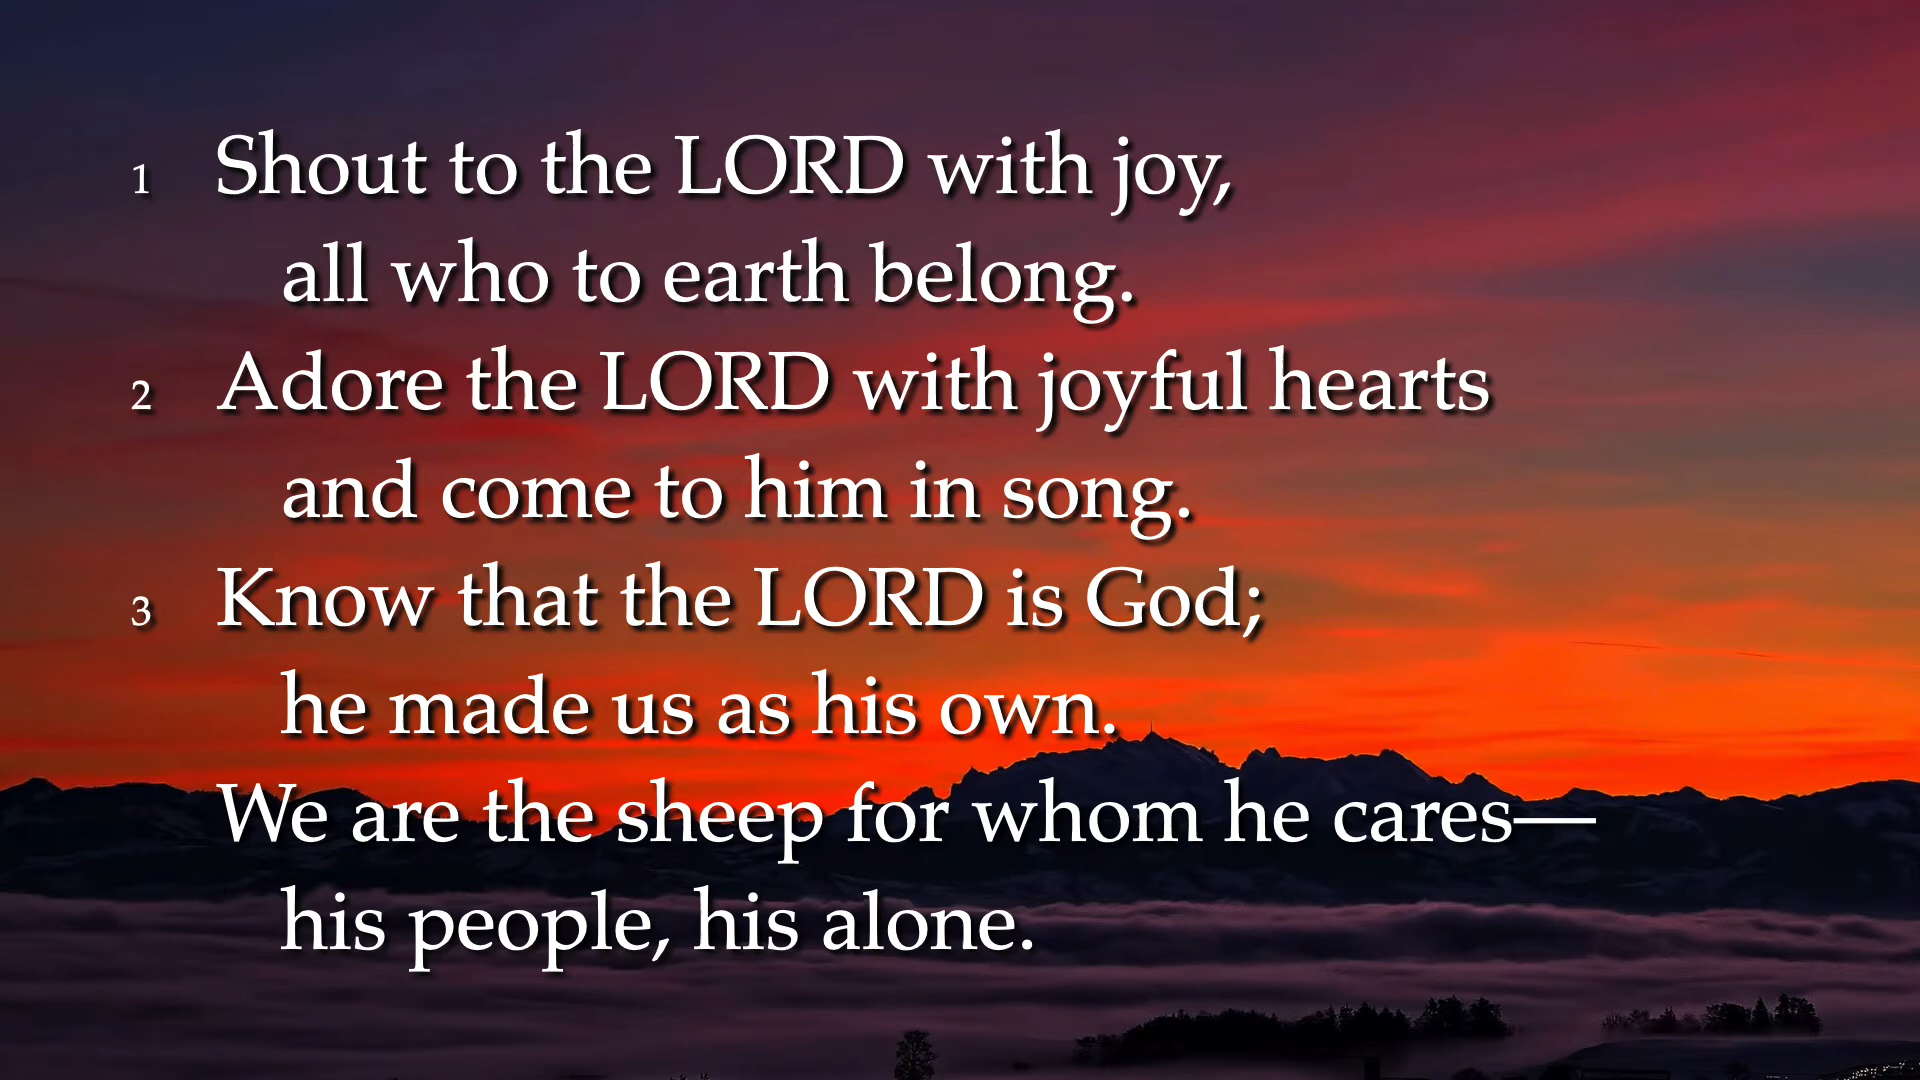 1 Shout to the LORD with joy,
all who to earth belong.
2 Adore the LORD with joyful hearts
and come to him in song.
3 Know that the LORD is God;
he made us as his own.
We are the sheep for whom he cares—
his people, his alone.